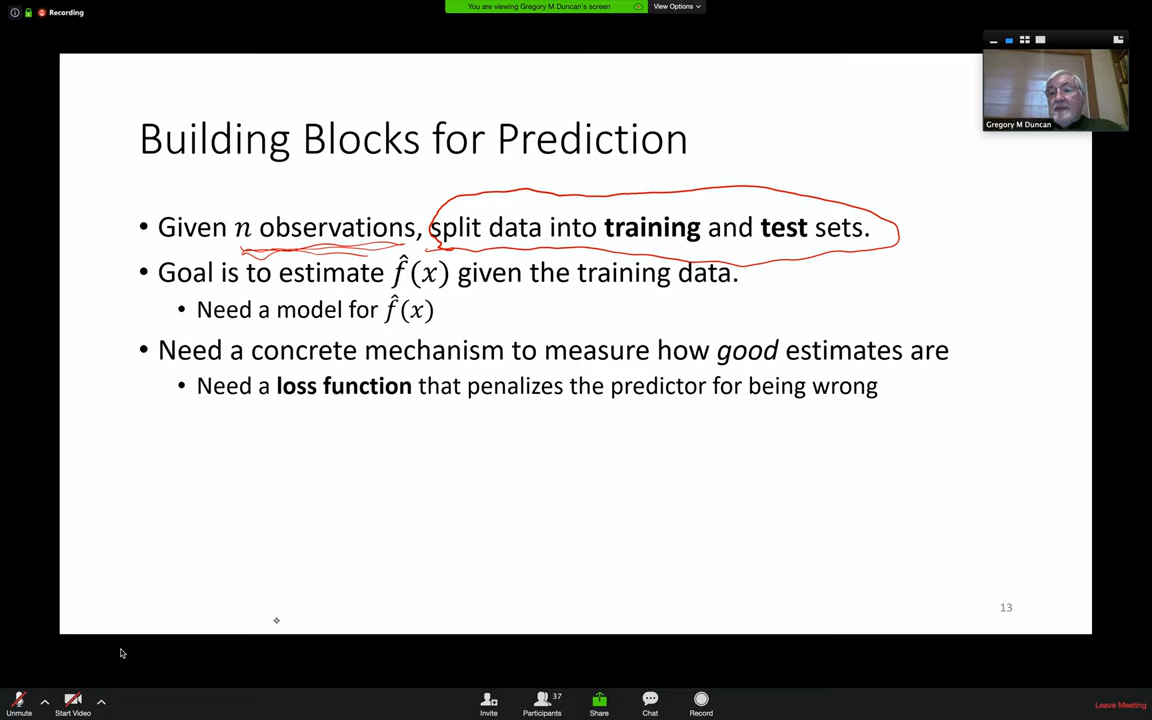 Recording
You are viewing Gregory M Duncan's screen
View Options
Gregory M Duncan
Building Blocks for Prediction
• Given n observations, split data into training and test sets.
• Goal is to estimate f̂(x) given the training data.
• Need a model for f̂(x)
• Need a concrete mechanism to measure how good estimates are
• Need a loss function that penalizes the predictor for being wrong
13
Unmute
Start Video
Invite
37
Participants
Share
Chat
Record
Leave Meeting